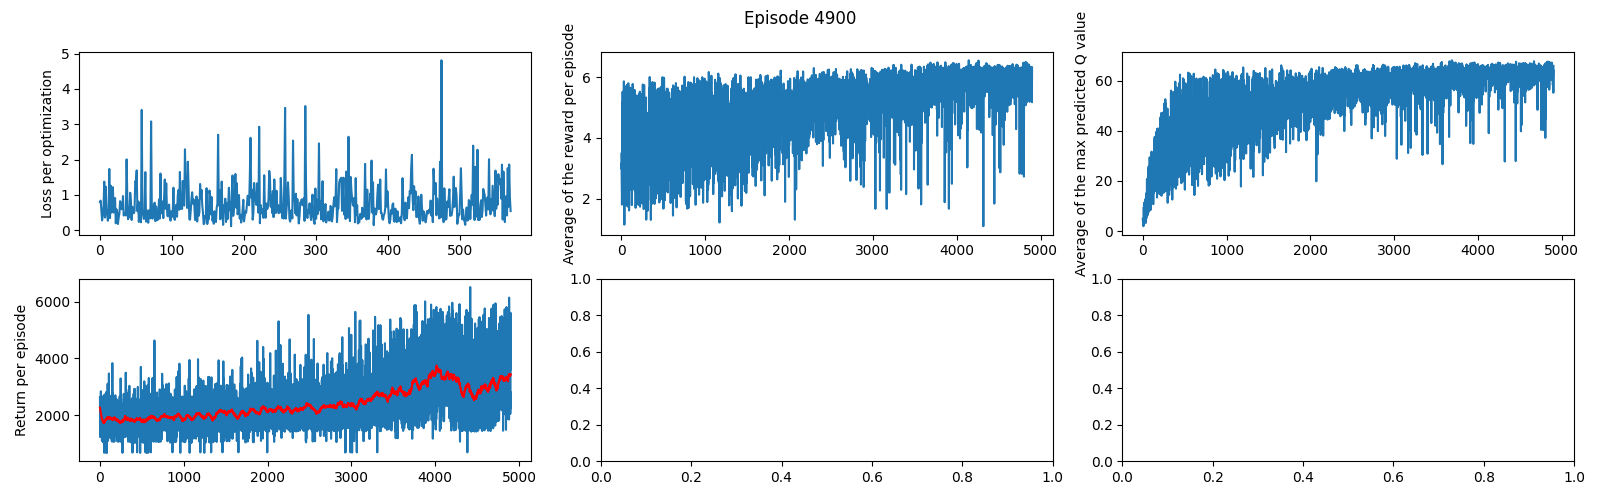 Episode 4900
Loss per optimization
5
4
3
2
1
0
0 100 200 300 400 500
Average of the reward per episode
6
4
2
0 1000 2000 3000 4000 5000
Average of the max predicted Q value
60
40
20
0
0 1000 2000 3000 4000 5000
Return per episode
6000
4000
2000
0 1000 2000 3000 4000 5000
1.0
0.8
0.6
0.4
0.2
0.0
0.0 0.2 0.4 0.6 0.8 1.0
1.0
0.8
0.6
0.4
0.2
0.0
0.0 0.2 0.4 0.6 0.8 1.0